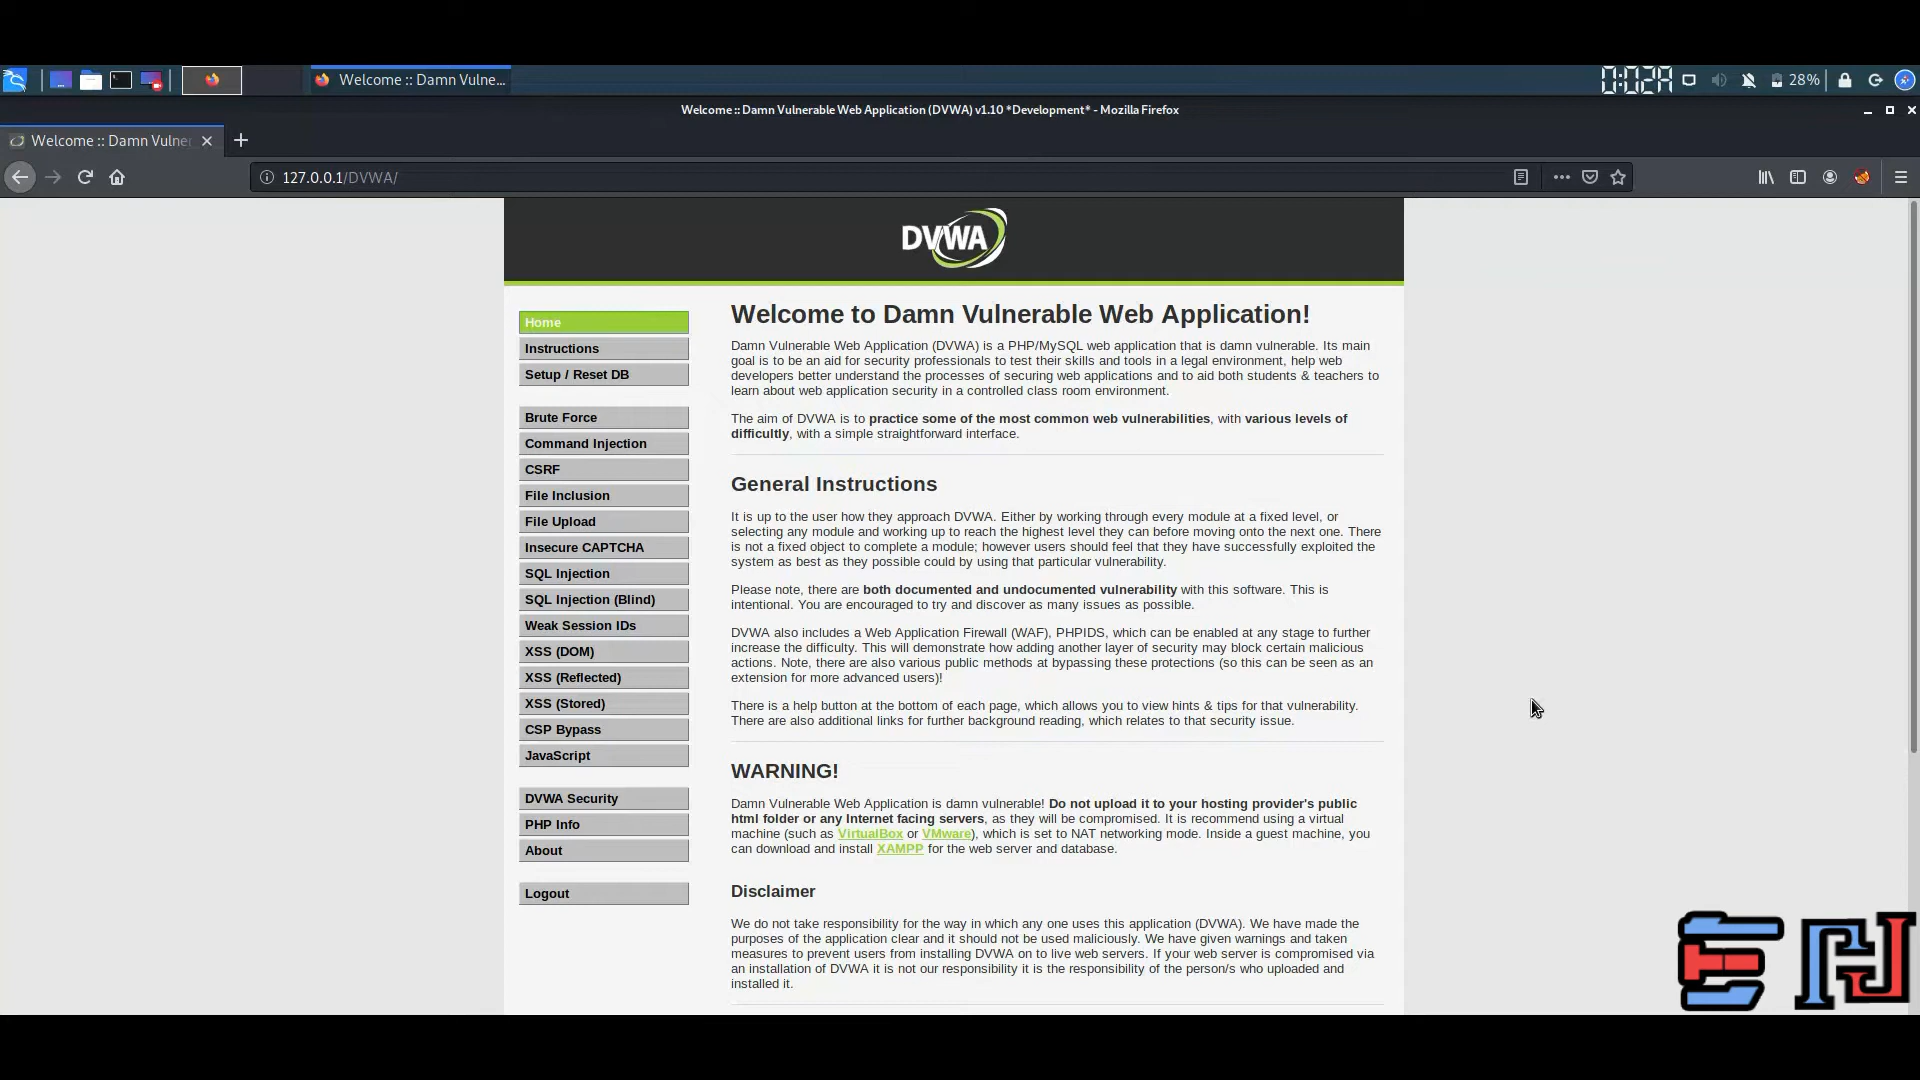 Welcome :: Damn Vulne...
0:02
28%
Welcome :: Damn Vulnerable Web Application (DVWA) v1.10 *Development* - Mozilla Firefox
Welcome :: Damn Vulne
127.0.0.1/DVWA/
DVWA
Home
Instructions
Setup / Reset DB
Brute Force
Command Injection
CSRF
File Inclusion
File Upload
Insecure CAPTCHA
SQL Injection
SQL Injection (Blind)
Weak Session IDs
XSS (DOM)
XSS (Reflected)
XSS (Stored)
CSP Bypass
JavaScript
DVWA Security
PHP Info
About
Logout
Welcome to Damn Vulnerable Web Application!
Damn Vulnerable Web Application (DVWA) is a PHP/MySQL web application that is damn vulnerable. Its main
goal is to be an aid for security professionals to test their skills and tools in a legal environment, help web
developers better understand the processes of securing web applications and to aid both students & teachers to
learn about web application security in a controlled class room environment.
The aim of DVWA is to practice some of the most common web vulnerabilities, with various levels of
difficultly, with a simple straightforward interface.
General Instructions
It is up to the user how they approach DVWA. Either by working through every module at a fixed level, or
selecting any module and working up to reach the highest level they can before moving onto the next one. There
is not a fixed object to complete a module; however users should feel that they have successfully exploited the
system as best as they possible could by using that particular vulnerability.
Please note, there are both documented and undocumented vulnerability with this software. This is
intentional. You are encouraged to try and discover as many issues as possible.
DVWA also includes a Web Application Firewall (WAF), PHPIDS, which can be enabled at any stage to further
increase the difficulty. This will demonstrate how adding another layer of security may block certain malicious
actions. Note, there are also various public methods at bypassing these protections (so this can be seen as an
extension for more advanced users)!
There is a help button at the bottom of each page, which allows you to view hints & tips for that vulnerability.
There are also additional links for further background reading, which relates to that security issue.
WARNING!
Damn Vulnerable Web Application is damn vulnerable! Do not upload it to your hosting provider's public
html folder or any Internet facing servers, as they will be compromised. It is recommend using a virtual
machine (such as VirtualBox or VMware), which is set to NAT networking mode. Inside a guest machine, you
can download and install XAMPP for the web server and database.
Disclaimer
We do not take responsibility for the way in which any one uses this application (DVWA). We have made the
purposes of the application clear and it should not be used maliciously. We have given warnings and taken
measures to prevent users from installing DVWA on to live web servers. If your web server is compromised via
an installation of DVWA it is not our responsibility it is the responsibility of the person/s who uploaded and
installed it.